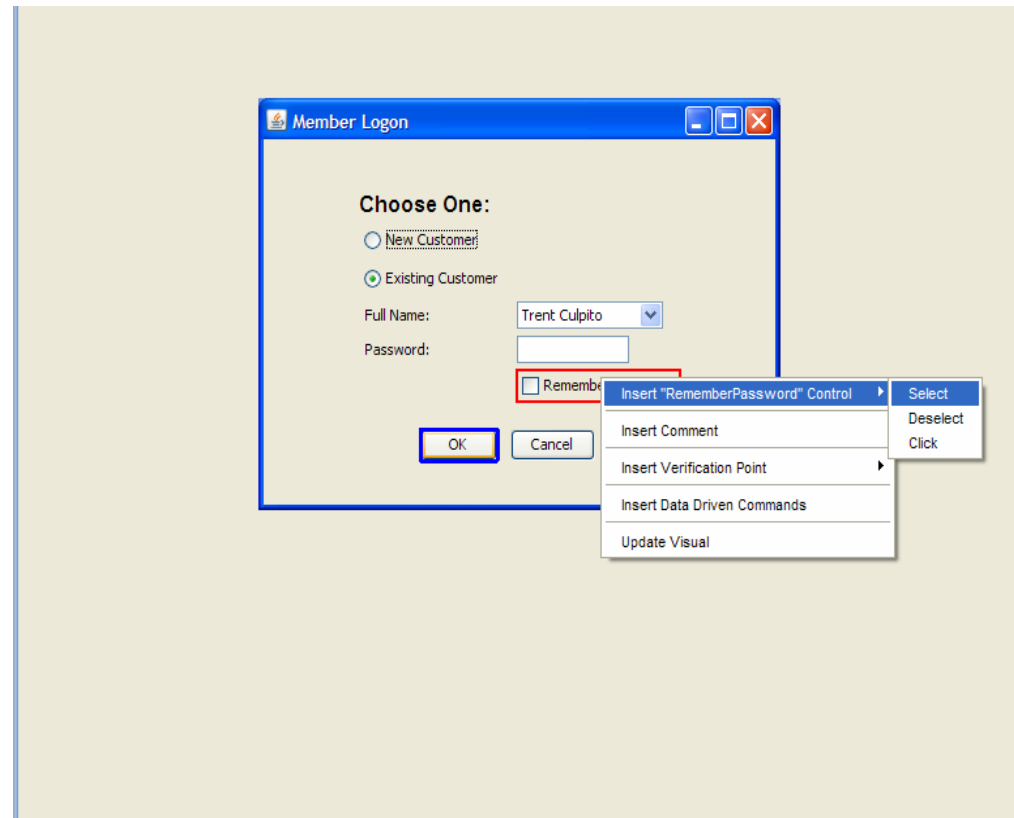 Member Logon
Choose One:
New Customer
Existing Customer
Full Name:
Trent Culpito
Password:
Insert "RememberPassword" Control
Select
Deselect
Click
Insert Comment
Insert Verification Point
Insert Data Driven Commands
Update Visual
OK
Cancel